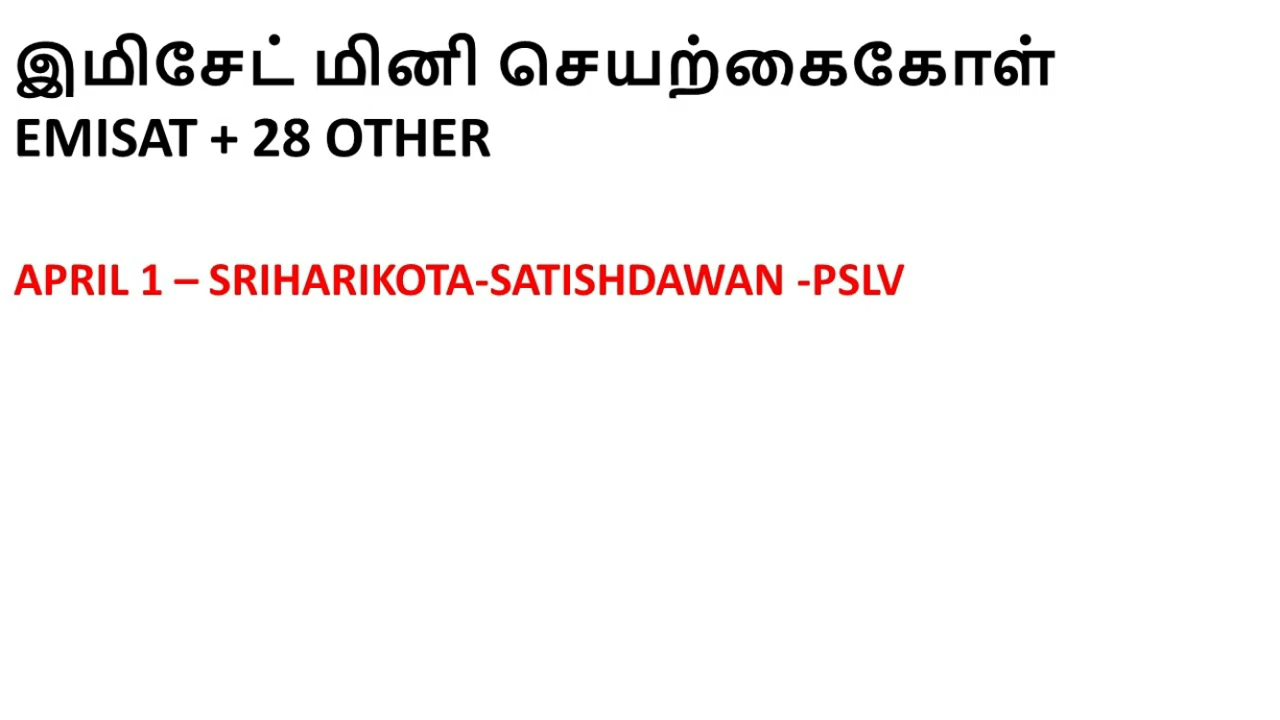 இமிசேட் மினி செயற்கைகோள்
EMISAT + 28 OTHER
APRIL 1 – SRIHARIKOTA-SATISHDAWAN -PSLV